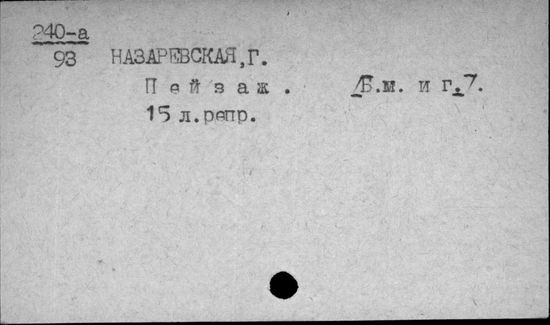 240-а
93 НАЗАРЕВСКАЯ,Г.
Пейзаж. /Б.м. и г./.
15 л.репр.